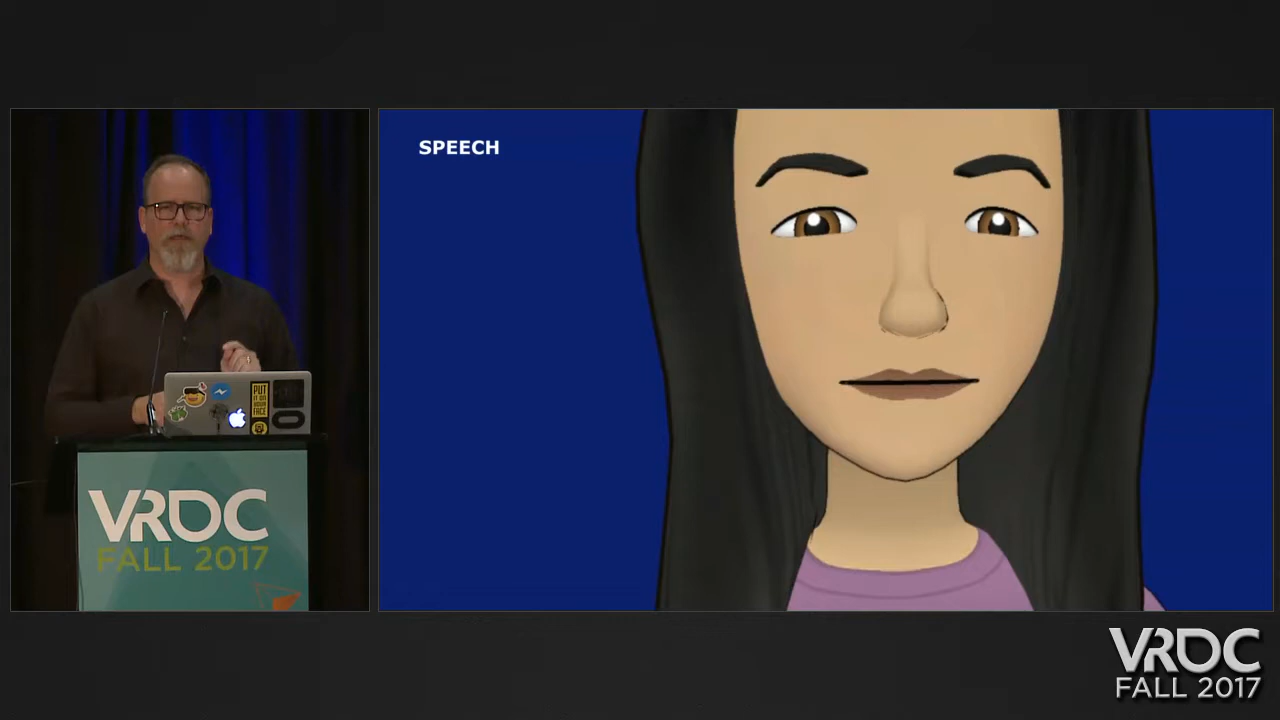 SPEECH
PUT
IT ON
YOUR
FACE
VRDC
FALL 2017
VRDC
FALL 2017